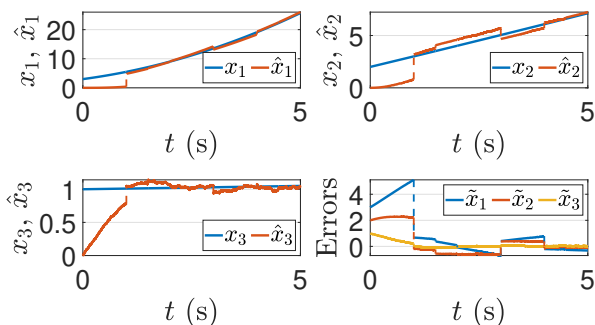 x₁, x̂₁
20
10
0
0
5
t (s)
x₁ x̂₁
x₂, x̂₂
5
0
0
5
t (s)
x₂ x̂₂
x₃, x̂₃
1
0.5
0
0
5
t (s)
x₃ x̂₃
Errors
4
2
0
0
5
t (s)
x̃₁ x̃₂ x̃₃